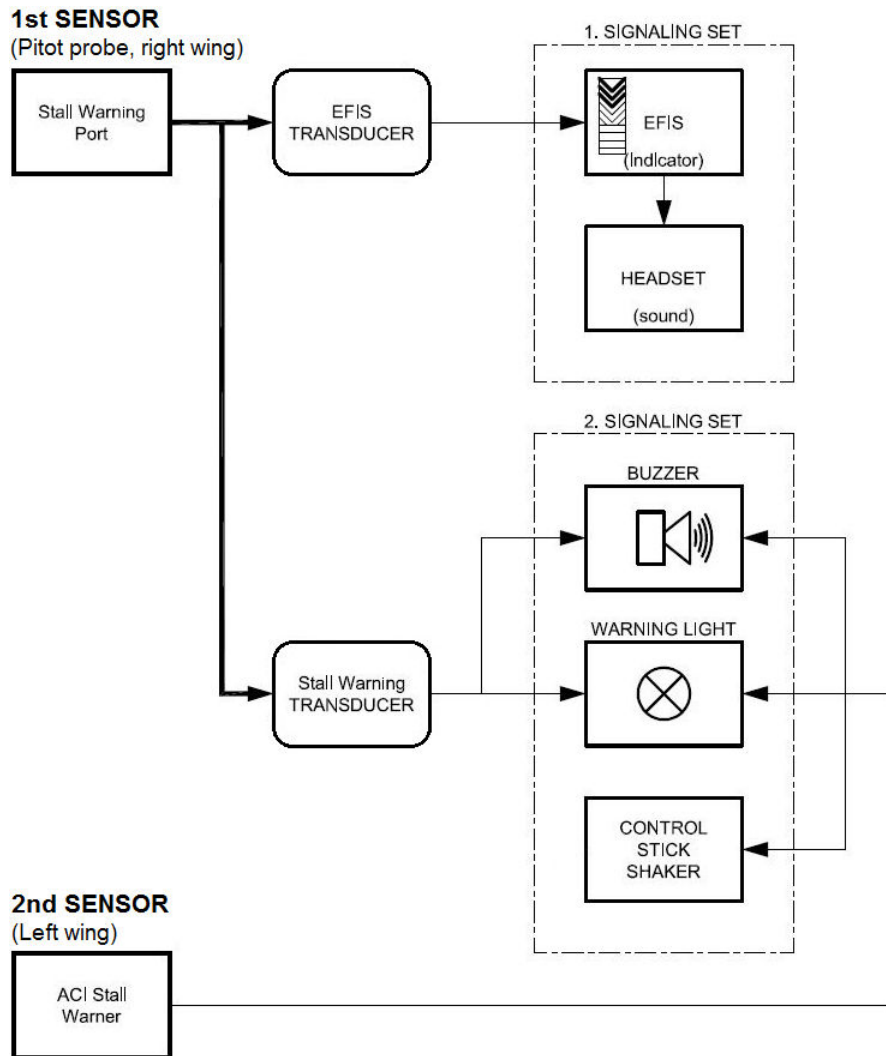 1st SENSOR
(Pitot probe, right wing)
Stall Warning
Port
EFIS
TRANSDUCER
1. SIGNALING SET
EFIS
(Indicator)
HEADSET
(sound)
2. SIGNALING SET
BUZZER
WARNING LIGHT
Stall Warning
TRANSDUCER
CONTROL
STICK
SHAKER
2nd SENSOR
(Left wing)
ACI Stall
Warner